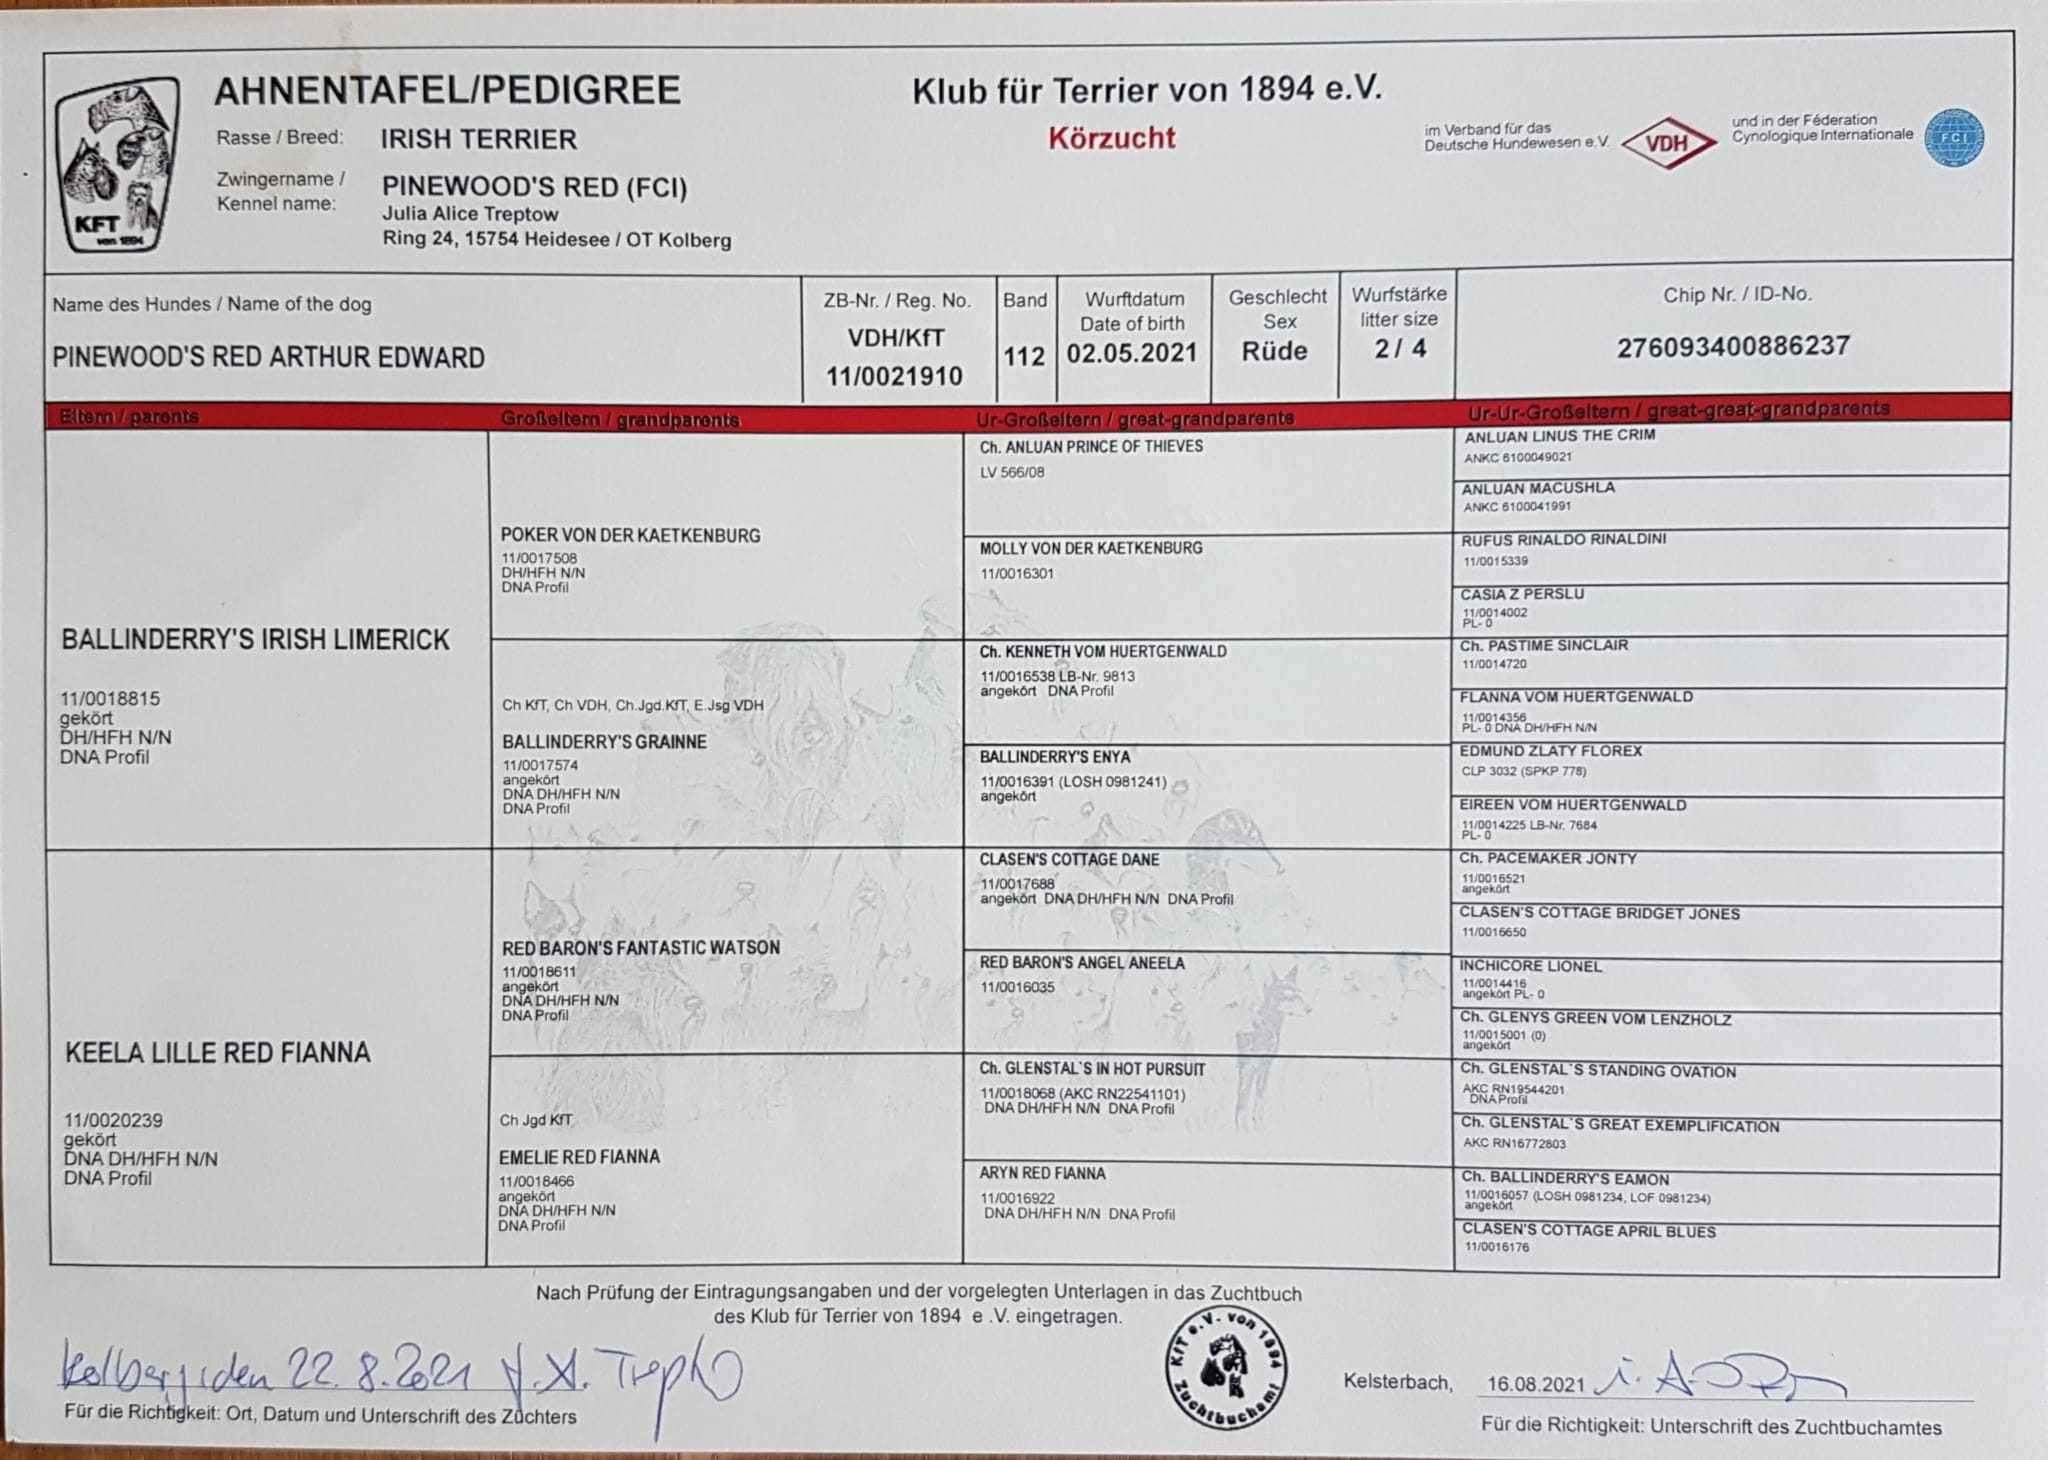 AHNENTAFEL/PEDIGREE
Klub für Terrier von 1894 e.V.
Körzucht
Rasse / Breed: IRISH TERRIER
Zwingername / Kennel name: PINEWOOD'S RED (FCI)
Julia Alice Treptow
Ring 24, 15754 Heidesee / OT Kolberg
KFT
von 1894
im Verband für das
Deutsche Hundewesen e.V.
VDH
und in der Féderation
Cynologique Internationale
FCI
Name des Hundes / Name of the dog
PINEWOOD'S RED ARTHUR EDWARD
ZB-Nr. / Reg. No.
VDH/KfT
11/0021910
Band
112
Wurftdatum
Date of birth
02.05.2021
Geschlecht
Sex
Rüde
Wurfstärke
litter size
2 / 4
Chip Nr. / ID-No.
276093400886237
Eltern / parents
Großeltern / grandparents
Ur-Großeltern / great-grandparents
Ur-Ur-Großeltern / great-great-grandparents
BALLINDERRY'S IRISH LIMERICK
11/0018815
gekört
DH/HFH N/N
DNA Profil
KEELA LILLE RED FIANNA
11/0020239
gekört
DNA DH/HFH N/N
DNA Profil
POKER VON DER KAETKENBURG
11/0017508
DH/HFH N/N
DNA Profil
Ch KfT, Ch VDH, Ch.Jgd.KfT, E.Jsg VDH
BALLINDERRY'S GRAINNE
11/0017574
angekört
DNA DH/HFH N/N
DNA Profil
RED BARON'S FANTASTIC WATSON
11/0018611
angekört
DNA DH/HFH N/N
DNA Profil
Ch Jgd KfT
EMELIE RED FIANNA
11/0018466
angekört
DNA DH/HFH N/N
DNA Profil
Ch. ANLUAN PRINCE OF THIEVES
LV 566/08
MOLLY VON DER KAETKENBURG
11/0016301
Ch. KENNETH VOM HUERTGENWALD
11/0016538 LB-Nr. 9813
angekört DNA Profil
BALLINDERRY'S ENYA
11/0016391 (LOSH 0981241)
angekört
CLASEN'S COTTAGE DANE
11/0017688
angekört DNA DH/HFH N/N DNA Profil
RED BARON'S ANGEL ANEELA
11/0016035
Ch. GLENSTAL`S IN HOT PURSUIT
11/0018068 (AKC RN22541101)
DNA DH/HFH N/N DNA Profil
ARYN RED FIANNA
11/0016922
DNA DH/HFH N/N DNA Profil
ANLUAN LINUS THE CRIM
ANKC 6100049021
ANLUAN MACUSHLA
ANKC 6100041991
RUFUS RINALDO RINALDINI
11/0015339
CASIA Z PERSLU
11/0014002
PL- 0
Ch. PASTIME SINCLAIR
11/0014720
FLANNA VOM HUERTGENWALD
11/0014356
PL- 0 DNA DH/HFH N/N
EDMUND ZLATY FLOREX
CLP 3032 (SPKP 778)
EIREEN VOM HUERTGENWALD
11/0014225 LB-Nr. 7684
PL- 0
Ch. PACEMAKER JONTY
11/0016521
angekört
CLASEN'S COTTAGE BRIDGET JONES
11/0016650
INCHICORE LIONEL
11/0014416
angekört PL- 0
Ch. GLENYS GREEN VOM LENZHOLZ
11/0015001 (0)
angekört
Ch. GLENSTAL`S STANDING OVATION
AKC RN19544201
DNA Profil
Ch. GLENSTAL`S GREAT EXEMPLIFICATION
AKC RN16772803
Ch. BALLINDERRY'S EAMON
11/0016057 (LOSH 0981234, LOF 0981234)
angekört
CLASEN'S COTTAGE APRIL BLUES
11/0016176
Nach Prüfung der Eintragungsangaben und der vorgelegten Unterlagen in das Zuchtbuch
des Klub für Terrier von 1894 e .V. eingetragen.
Kolberg, den 22.8.2021
Für die Richtigkeit: Ort, Datum und Unterschrift des Züchters
KfT e.V. von 1894
Zuchtbuchamt
Kelsterbach, 16.08.2021 i. A.
Für die Richtigkeit: Unterschrift des Zuchtbuchamtes